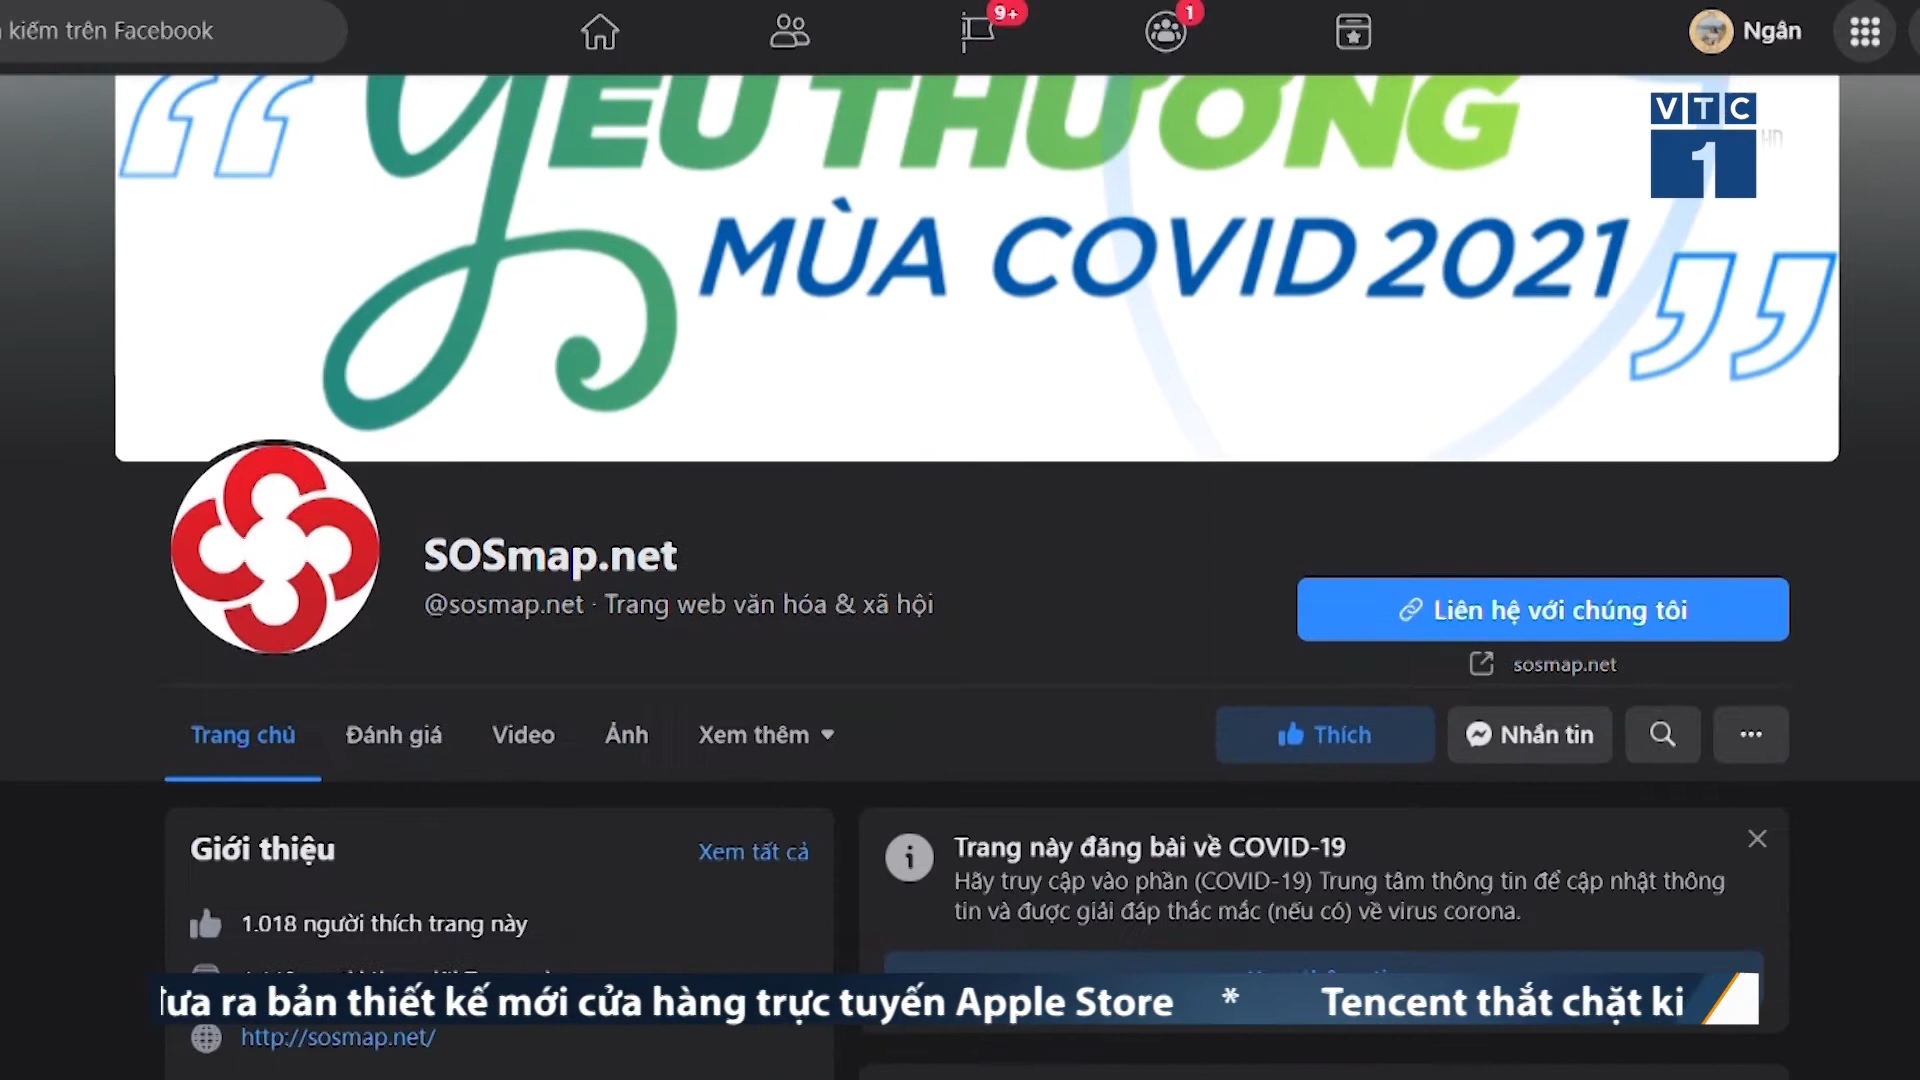 kiếm trên Facebook
9+
1
Ngân
YÊU THƯƠNG
VTC
1
MÙA COVID 2021
SOSmap.net
@sosmap.net · Trang web văn hóa & xã hội
Liên hệ với chúng tôi
sosmap.net
Trang chủ
Đánh giá
Video
Ảnh
Xem thêm
Thích
Nhắn tin
Giới thiệu
Xem tất cả
1.018 người thích trang này
Trang này đăng bài về COVID-19
Hãy truy cập vào phần (COVID-19) Trung tâm thông tin để cập nhật thông
tin và được giải đáp thắc mắc (nếu có) về virus corona.
đưa ra bản thiết kế mới cửa hàng trực tuyến Apple Store * Tencent thắt chặt ki
http://sosmap.net/